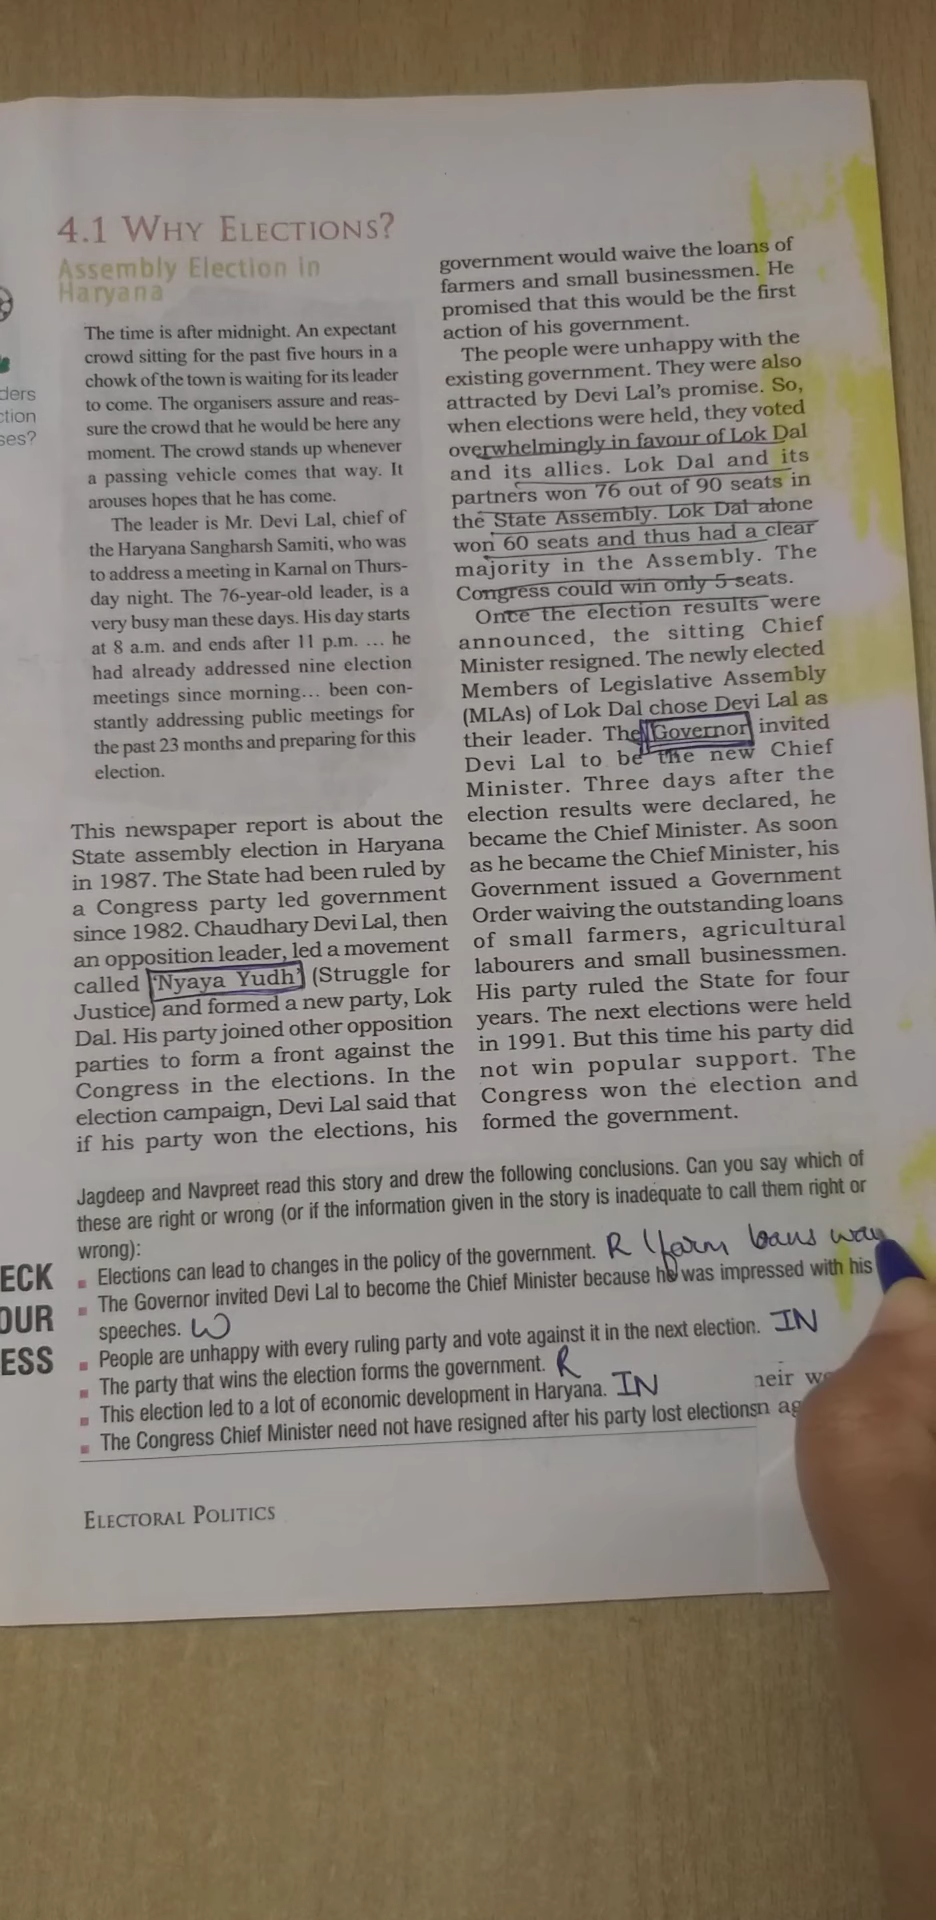 4.1 WHY ELECTIONS?
Assembly Election in
Haryana
The time is after midnight. An expectant
crowd sitting for the past five hours in a
chowk of the town is waiting for its leader
to come. The organisers assure and reas-
sure the crowd that he would be here any
moment. The crowd stands up whenever
a passing vehicle comes that way. It
arouses hopes that he has come.
The leader is Mr. Devi Lal, chief of
the Haryana Sangharsh Samiti, who was
to address a meeting in Karnal on Thurs-
day night. The 76-year-old leader, is a
very busy man these days. His day starts
at 8 a.m. and ends after 11 p.m. ... he
had already addressed nine election
meetings since morning... been con-
stantly addressing public meetings for
the past 23 months and preparing for this
election.
This newspaper report is about the
State assembly election in Haryana
in 1987. The State had been ruled by
a Congress party led government
since 1982. Chaudhary Devi Lal, then
an opposition leader, led a movement
called 'Nyaya Yudh' (Struggle for
Justice) and formed a new party, Lok
Dal. His party joined other opposition
parties to form a front against the
Congress in the elections. In the
election campaign, Devi Lal said that
if his party won the elections, his
government would waive the loans of
farmers and small businessmen. He
promised that this would be the first
action of his government.
The people were unhappy with the
existing government. They were also
attracted by Devi Lal's promise. So,
when elections were held, they voted
overwhelmingly in favour of Lok Dal
and its allies. Lok Dal and its
partners won 76 out of 90 seats in
the State Assembly. Lok Dal alone
won 60 seats and thus had a clear
majority in the Assembly. The
Congress could win only 5 seats.
Once the election results were
announced, the sitting Chief
Minister resigned. The newly elected
Members of Legislative Assembly
(MLAs) of Lok Dal chose Devi Lal as
their leader. The Governor invited
Devi Lal to be the new Chief
Minister. Three days after the
election results were declared, he
became the Chief Minister. As soon
as he became the Chief Minister, his
Government issued a Government
Order waiving the outstanding loans
of small farmers, agricultural
labourers and small businessmen.
His party ruled the State for four
years. The next elections were held
in 1991. But this time his party did
not win popular support. The
Congress won the election and
formed the government.
Jagdeep and Navpreet read this story and drew the following conclusions. Can you say which of
these are right or wrong (or if the information given in the story is inadequate to call them right or
wrong):
Elections can lead to changes in the policy of the government. R (farm loans
The Governor invited Devi Lal to become the Chief Minister because he was impressed with his
speeches. W
People are unhappy with every ruling party and vote against it in the next election. IN
The party that wins the election forms the government. R
This election led to a lot of economic development in Haryana. IN
The Congress Chief Minister need not have resigned after his party lost elections
ELECTORAL POLITICS